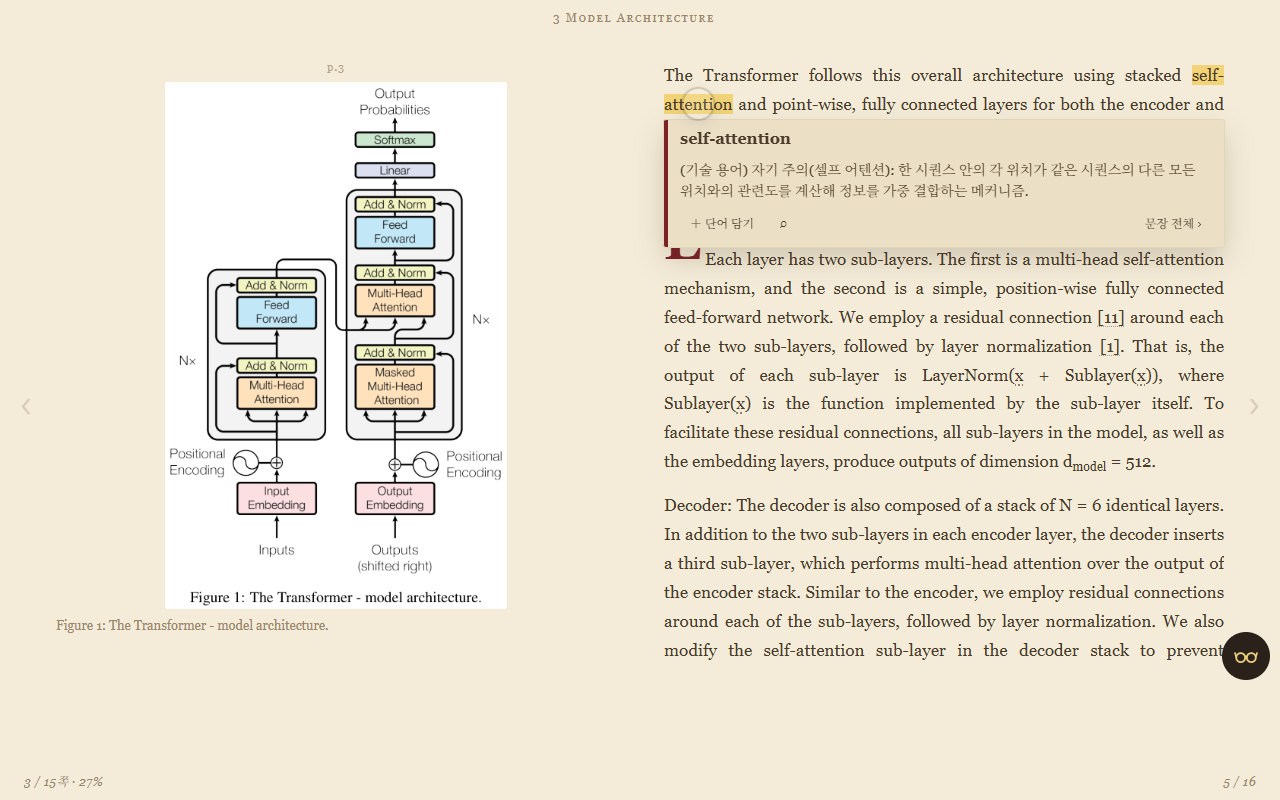 3 Model Architecture
p.3
Output
Probabilities
Softmax
Linear
Add & Norm
Feed
Forward
Add & Norm
Multi-Head
Attention
Add & Norm
Masked
Multi-Head
Attention
Nx
Add & Norm
Feed
Forward
Add & Norm
Multi-Head
Attention
Nx
Positional
Encoding
Positional
Encoding
Input
Embedding
Output
Embedding
Inputs
Outputs
(shifted right)
Figure 1: The Transformer - model architecture.
Figure 1: The Transformer - model architecture.
The Transformer follows this overall architecture using stacked self-
attention and point-wise, fully connected layers for both the encoder and
self-attention
(기술 용어) 자기 주의(셀프 어텐션): 한 시퀀스 안의 각 위치가 같은 시퀀스의 다른 모든
위치와의 관련도를 계산해 정보를 가중 결합하는 메커니즘.
+ 단어 담기
문장 전체 ›
Each layer has two sub-layers. The first is a multi-head self-attention
mechanism, and the second is a simple, position-wise fully connected
feed-forward network. We employ a residual connection [11] around each
of the two sub-layers, followed by layer normalization [1]. That is, the
output of each sub-layer is LayerNorm(x + Sublayer(x)), where
Sublayer(x) is the function implemented by the sub-layer itself. To
facilitate these residual connections, all sub-layers in the model, as well as
the embedding layers, produce outputs of dimension dmodel = 512.
Decoder: The decoder is also composed of a stack of N = 6 identical layers.
In addition to the two sub-layers in each encoder layer, the decoder inserts
a third sub-layer, which performs multi-head attention over the output of
the encoder stack. Similar to the encoder, we employ residual connections
around each of the sub-layers, followed by layer normalization. We also
modify the self-attention sub-layer in the decoder stack to prevent
3 / 15쪽 · 27%
5 / 16